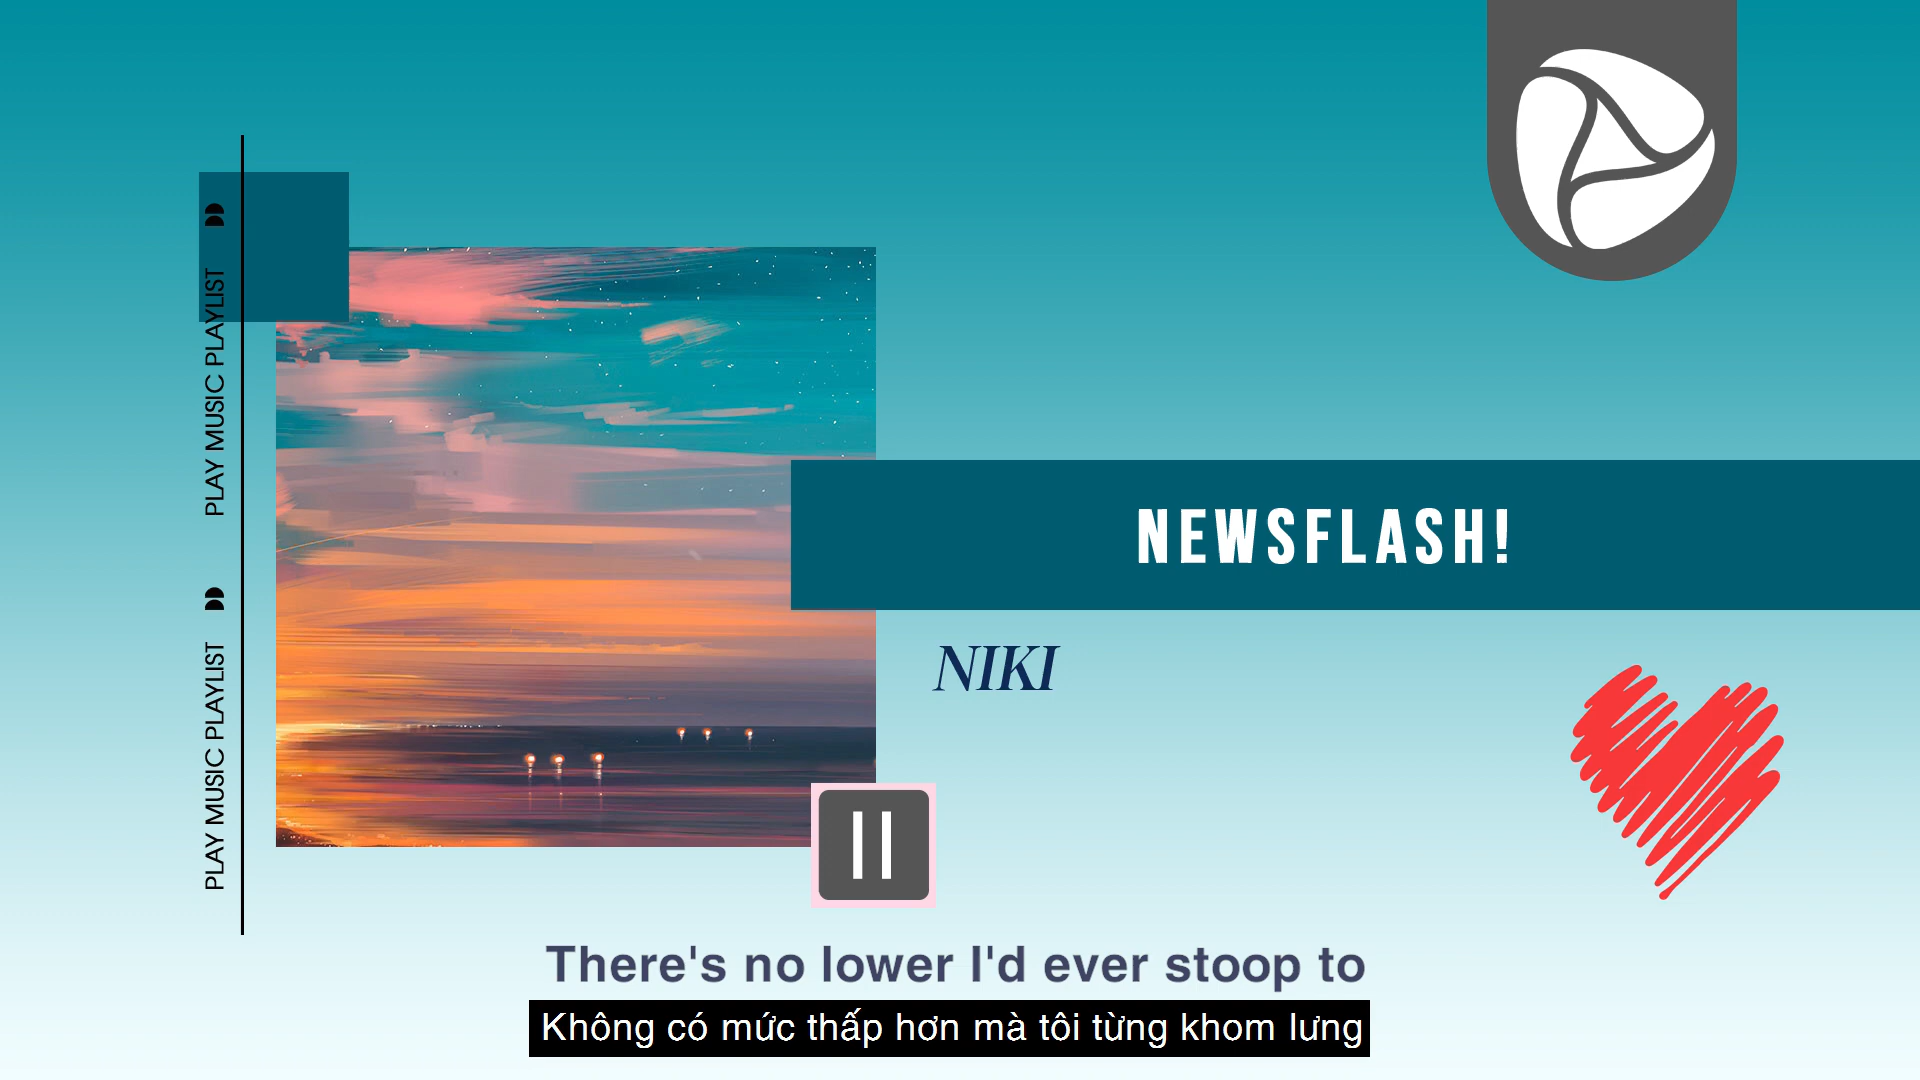 PLAY MUSIC PLAYLIST
PLAY MUSIC PLAYLIST
NEWSFLASH!
NIKI
There's no lower I'd ever stoop to
Không có mức thấp hơn mà tôi từng khom lưng